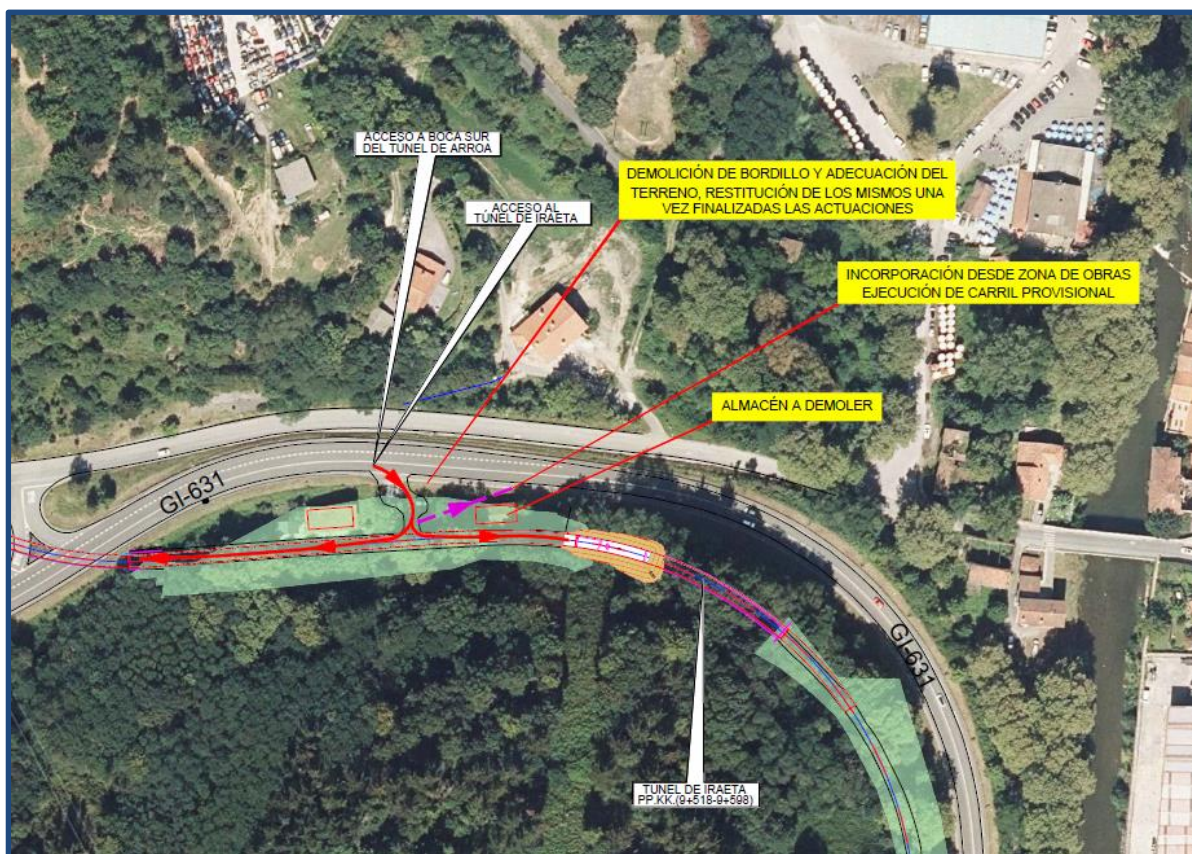 ACCESO A BOCA SUR
DEL TÚNEL DE ARROA
DEMOLICIÓN DE BORDILLO Y ADECUACIÓN DEL
TERRENO, RESTITUCIÓN DE LOS MISMOS UNA
VEZ FINALIZADAS LAS ACTUACIONES
ACCESO AL
TÚNEL DE IRAETA
INCORPORACIÓN DESDE ZONA DE OBRAS
EJECUCIÓN DE CARRIL PROVISIONAL
ALMACÉN A DEMOLER
GI-631
GI-631
TUNEL DE IRAETA
PP.KK.(9+518-9+598)